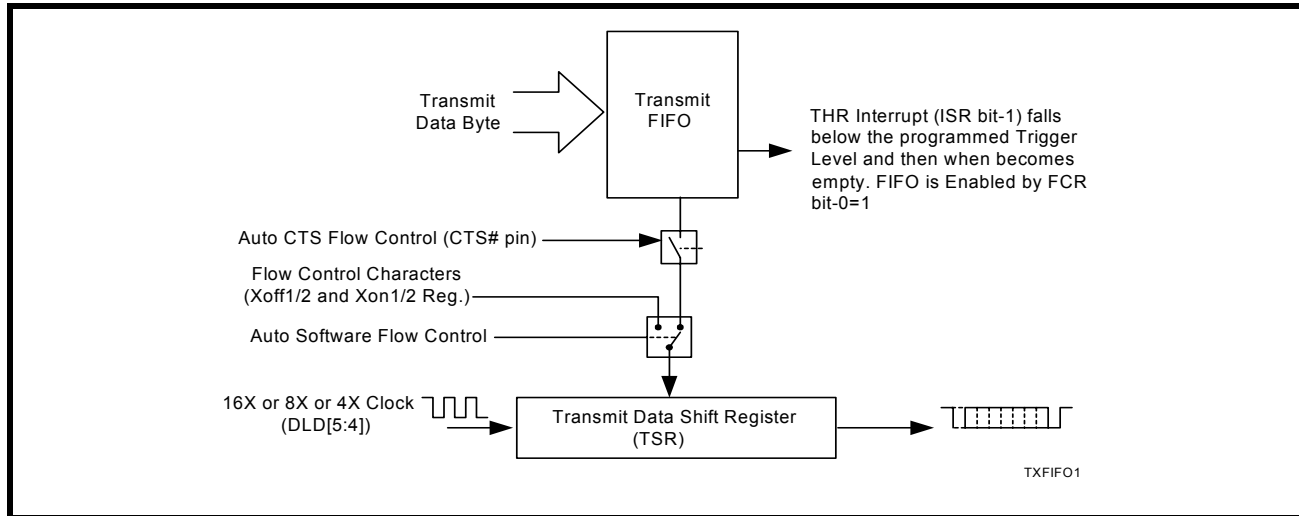 Transmit
Data Byte
Transmit
FIFO
THR Interrupt (ISR bit-1) falls
below the programmed Trigger
Level and then when becomes
empty. FIFO is Enabled by FCR
bit-0=1
Auto CTS Flow Control (CTS# pin)
Flow Control Characters
(Xoff1/2 and Xon1/2 Reg.)
Auto Software Flow Control
16X or 8X or 4X Clock
(DLD[5:4])
Transmit Data Shift Register
(TSR)
TXFIFO1